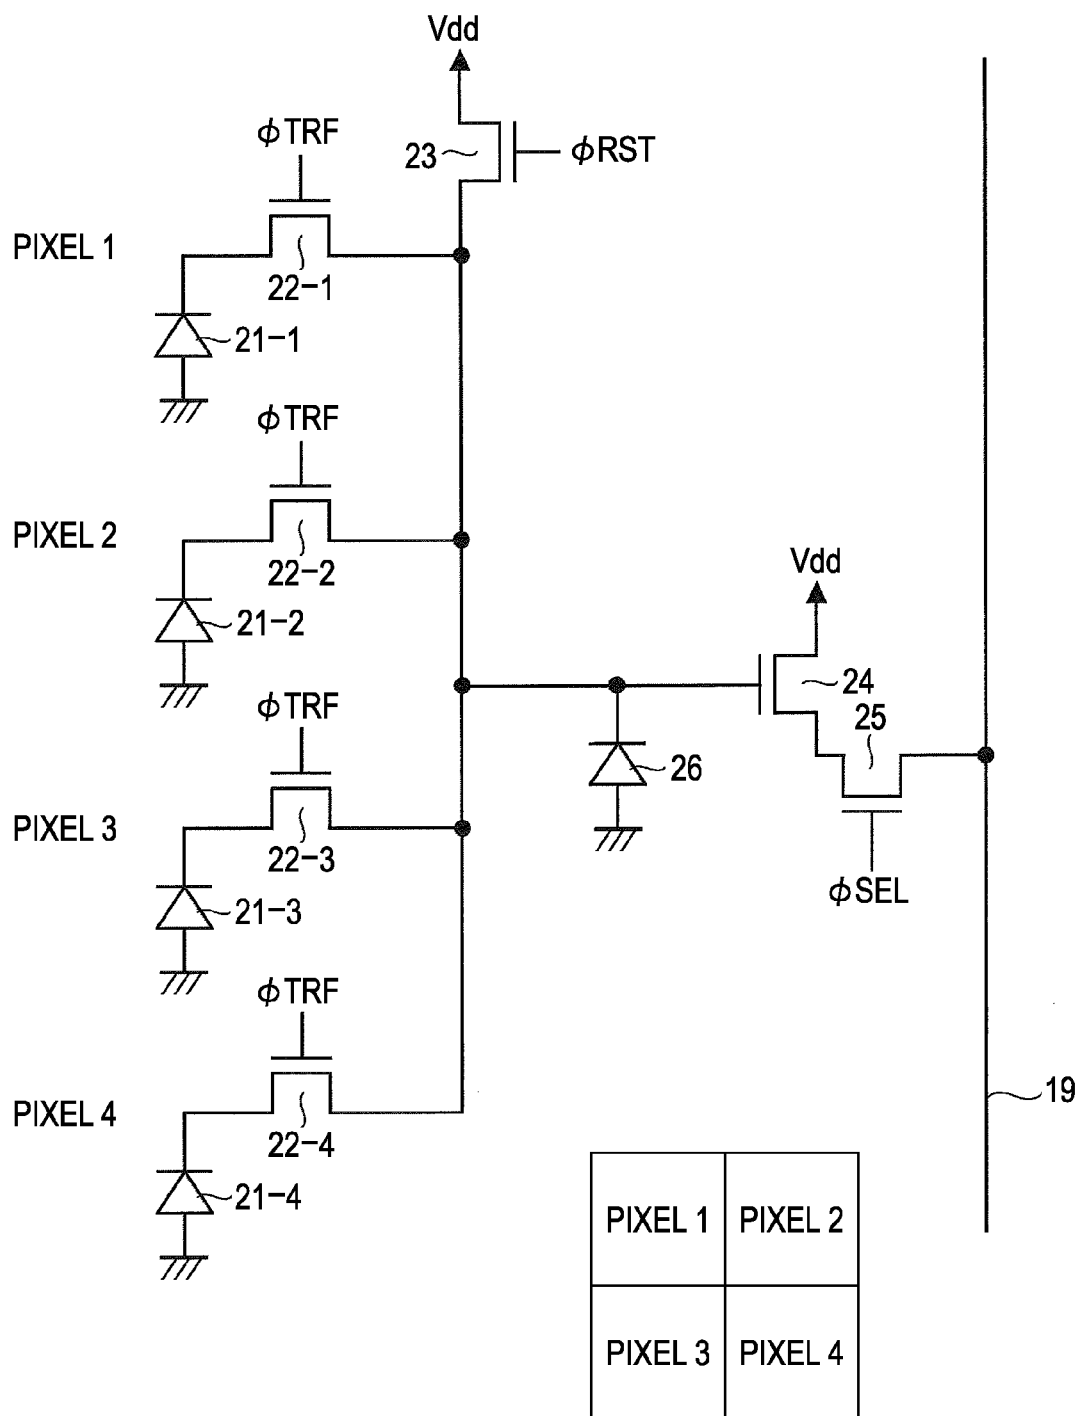 Vdd
φTRF
23
φRST
PIXEL 1
22-1
21-1
φTRF
PIXEL 2
22-2
Vdd
21-2
24
φTRF
25
26
PIXEL 3
22-3
φSEL
21-3
φTRF
19
PIXEL 4
22-4
21-4
PIXEL 1 PIXEL 2
PIXEL 3 PIXEL 4